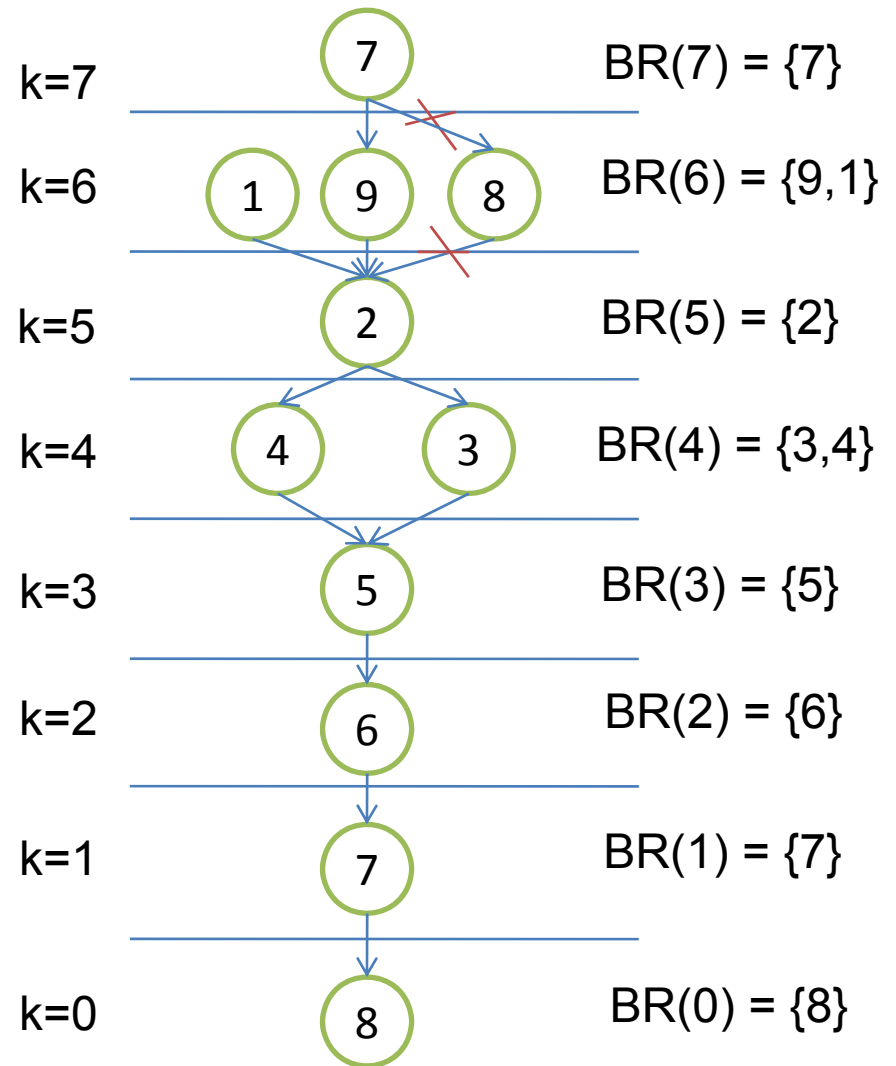 k=7 7 BR(7) = {7}
k=6 1 9 8 BR(6) = {9,1}
k=5 2 BR(5) = {2}
k=4 4 3 BR(4) = {3,4}
k=3 5 BR(3) = {5}
k=2 6 BR(2) = {6}
k=1 7 BR(1) = {7}
k=0 8 BR(0) = {8}